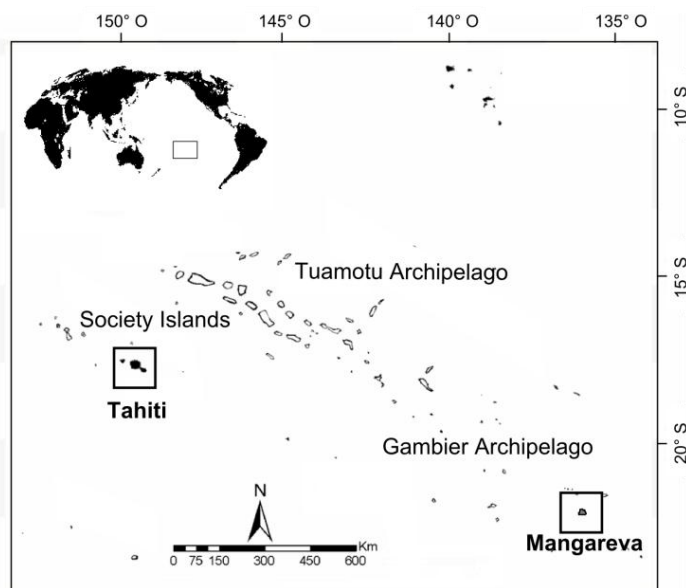 150° O 145° O 140° O 135° O
10° S
Tuamotu Archipelago
15° S
Society Islands
Tahiti
Gambier Archipelago
20° S
N
Mangareva
Km
0 75 150 300 450 600